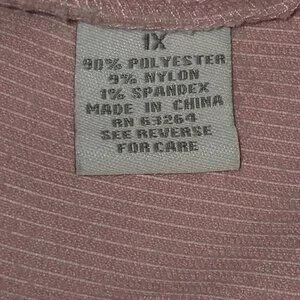 1X
90% POLYESTER
9% NYLON
1% SPANDEX
MADE IN CHINA
RN 63264
SEE REVERSE
FOR CARE